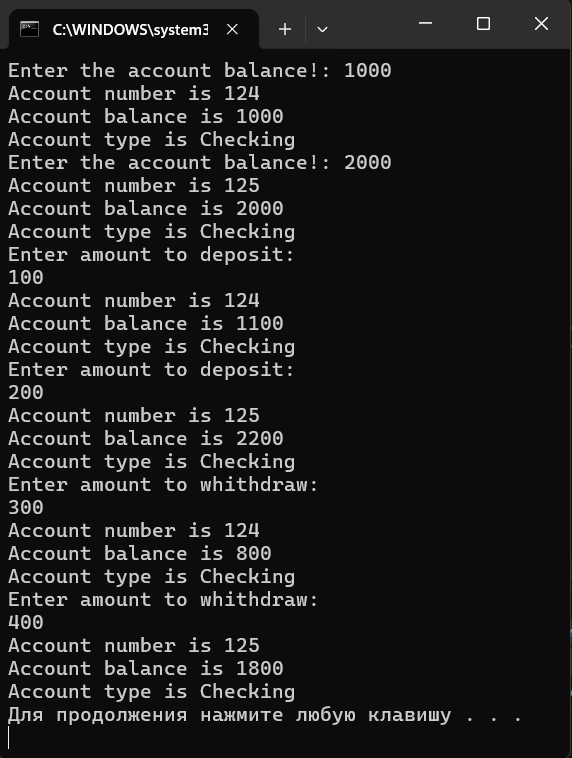 C:\WINDOWS\system3
Enter the account balance!: 1000
Account number is 124
Account balance is 1000
Account type is Checking
Enter the account balance!: 2000
Account number is 125
Account balance is 2000
Account type is Checking
Enter amount to deposit:
100
Account number is 124
Account balance is 1100
Account type is Checking
Enter amount to deposit:
200
Account number is 125
Account balance is 2200
Account type is Checking
Enter amount to whithdraw:
300
Account number is 124
Account balance is 800
Account type is Checking
Enter amount to whithdraw:
400
Account number is 125
Account balance is 1800
Account type is Checking
Для продолжения нажмите любую клавишу . . .